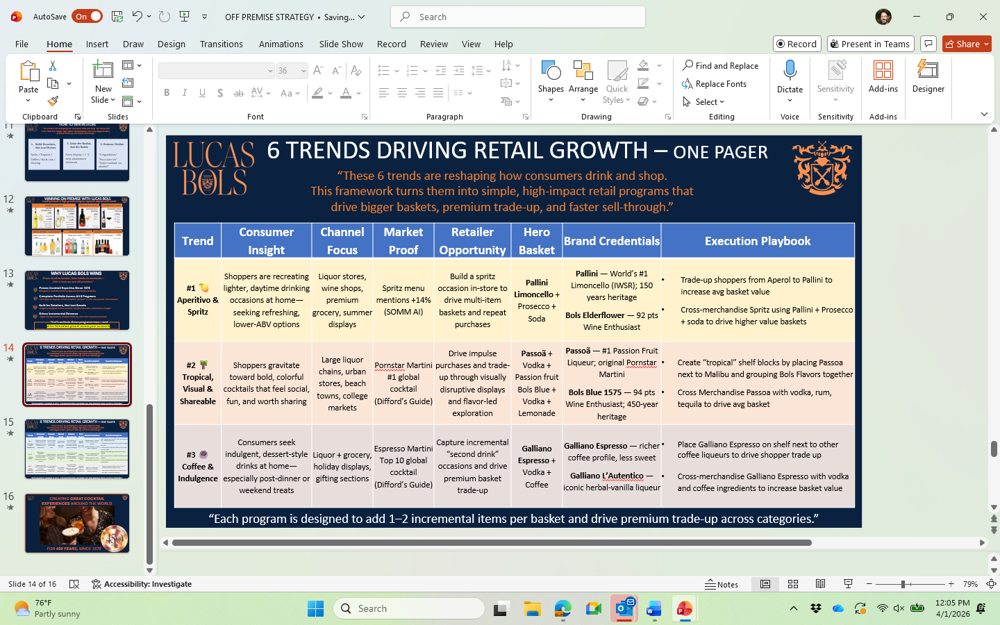 AutoSave On OFF PREMISE STRATEGY • Saving... Search
File Home Insert Draw Design Transitions Animations Slide Show Record Review View Help Record Present in Teams Share
Paste
New
Slide
36
B I U S ab AV Aa A
Shapes Arrange Quick
Styles
Find and Replace
Replace Fonts
Select
Dictate
Sensitivity
Add-ins
Designer
Clipboard Slides Font Paragraph Drawing Editing Voice Sensitivity Add-ins
11
12
WINNING ON PREMISE WITH LUCAS BOLS
13
WHY LUCAS BOLS WINS
Proven Cocktail Expertise Since 1575
Complete Portfolio Across All 6 Programs
Built for Retailers, Not Just Brands
Drives Incremental Revenue
14
6 TRENDS DRIVING RETAIL GROWTH – ONE PAGER
15
6 TRENDS DRIVING RETAIL GROWTH – ONE PAGER
16
CREATING GREAT COCKTAIL
EXPERIENCES AROUND THE WORLD
450
FOR 450 YEARS, SINCE 1575
LUCAS
BOLS
6 TRENDS DRIVING RETAIL GROWTH – ONE PAGER
“These 6 trends are reshaping how consumers drink and shop.
This framework turns them into simple, high-impact retail programs that
drive bigger baskets, premium trade-up, and faster sell-through.”
Trend
Consumer
Insight
Channel
Focus
Market
Proof
Retailer
Opportunity
Hero
Basket
Brand Credentials
Execution Playbook
#1 🍋
Aperitivo &
Spritz
Shoppers are recreating
lighter, daytime drinking
occasions at home—
seeking refreshing,
lower-ABV options
Liquor stores,
wine shops,
premium
grocery, summer
displays
Spritz menu
mentions +14%
(SOMM AI)
Build a spritz
occasion in-store to
drive multi-item
baskets and repeat
purchases
Pallini
Limoncello +
Prosecco +
Soda
Pallini — World’s #1
Limoncello (IWSR); 150
years heritage
Bols Elderflower — 92 pts
Wine Enthusiast
• Trade-up shoppers from Aperol to Pallini to
increase avg basket value
• Cross-merchandise Spritz using Pallini + Prosecco
+ soda to drive higher value baskets
#2 🌴
Tropical,
Visual &
Shareable
Shoppers gravitate
toward bold, colorful
cocktails that feel social,
fun, and worth sharing
Large liquor
chains, urban
stores, beach
towns, college
markets
Pornstar Martini
#1 global
cocktail
(Difford’s Guide)
Drive impulse
purchases and trade-
up through visually
disruptive displays
and flavor-led
exploration
Passoã +
Vodka +
Passion fruit
Bols Blue +
Vodka +
Lemonade
Passoã — #1 Passion Fruit
Liqueur; original Pornstar
Martini
Bols Blue 1575 — 94 pts
Wine Enthusiast; 450-year
heritage
• Create “tropical” shelf blocks by placing Passoa
next to Malibu and grouping Bols Flavors together
• Cross Merchandise Passoa with vodka, rum,
tequila to drive avg basket
#3 ☕
Coffee &
Indulgence
Consumers seek
indulgent, dessert-style
drinks at home—
especially post-dinner or
weekend treats
Liquor + grocery,
holiday displays,
gifting sections
Espresso Martini
Top 10 global
cocktail
(Difford’s Guide)
Capture incremental
“second drink”
occasions and drive
premium basket
trade-up
Galliano
Espresso +
Vodka +
Coffee
Galliano Espresso — richer
coffee profile, less sweet
Galliano L’Autentico —
iconic herbal-vanilla liqueur
• Place Galliano Espresso on shelf next to other
coffee liqueurs to drive shopper trade up
• Cross-merchandise Galliano Espresso with vodka
and coffee ingredients to increase basket value
“Each program is designed to add 1–2 incremental items per basket and drive premium trade-up across categories.”
Slide 14 of 16 Accessibility: Investigate Notes 79%
76°F
Partly sunny
Search
12:05 PM
4/1/2026